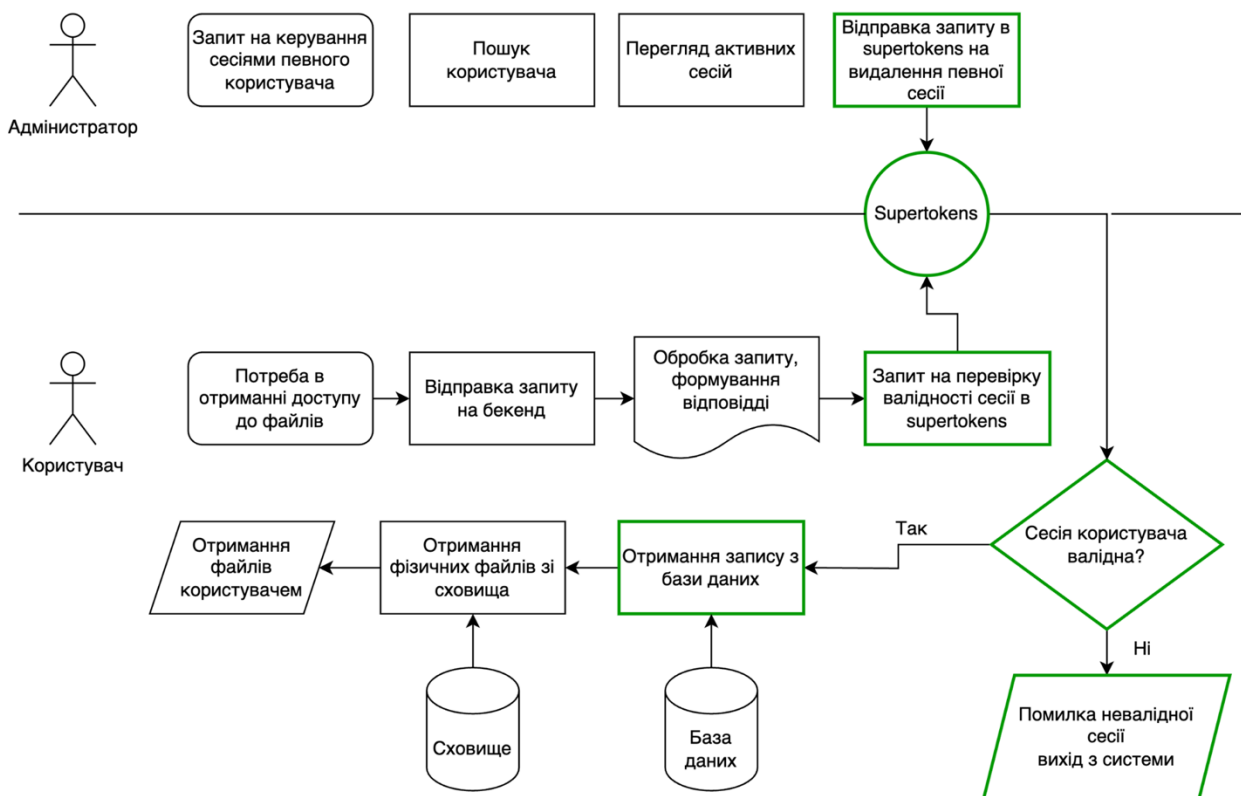 Адміністратор
Запит на керування
сесіями певного
користувача
Пошук
користувача
Перегляд активних
сесій
Відправка запиту в
supertokens на
видалення певної
сесії
Supertokens
Користувач
Потреба в
отриманні доступу
до файлів
Відправка запиту
на бекенд
Обробка запиту,
формування
відповідді
Запит на перевірку
валідності сесії в
supertokens
Сесія користувача
валідна?
Так
Ні
Отримання запису з
бази даних
Отримання
фізичних файлів зі
сховища
Отримання
файлів
користувачем
Сховище
База
даних
Помилка невалідної
сесії
вихід з системи